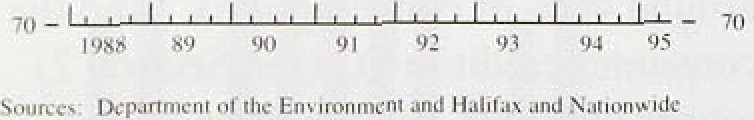 70 – – 70
1988 89 90 91 92 93 94 95
Sources: Department of the Environment and Halifax and Nationwide